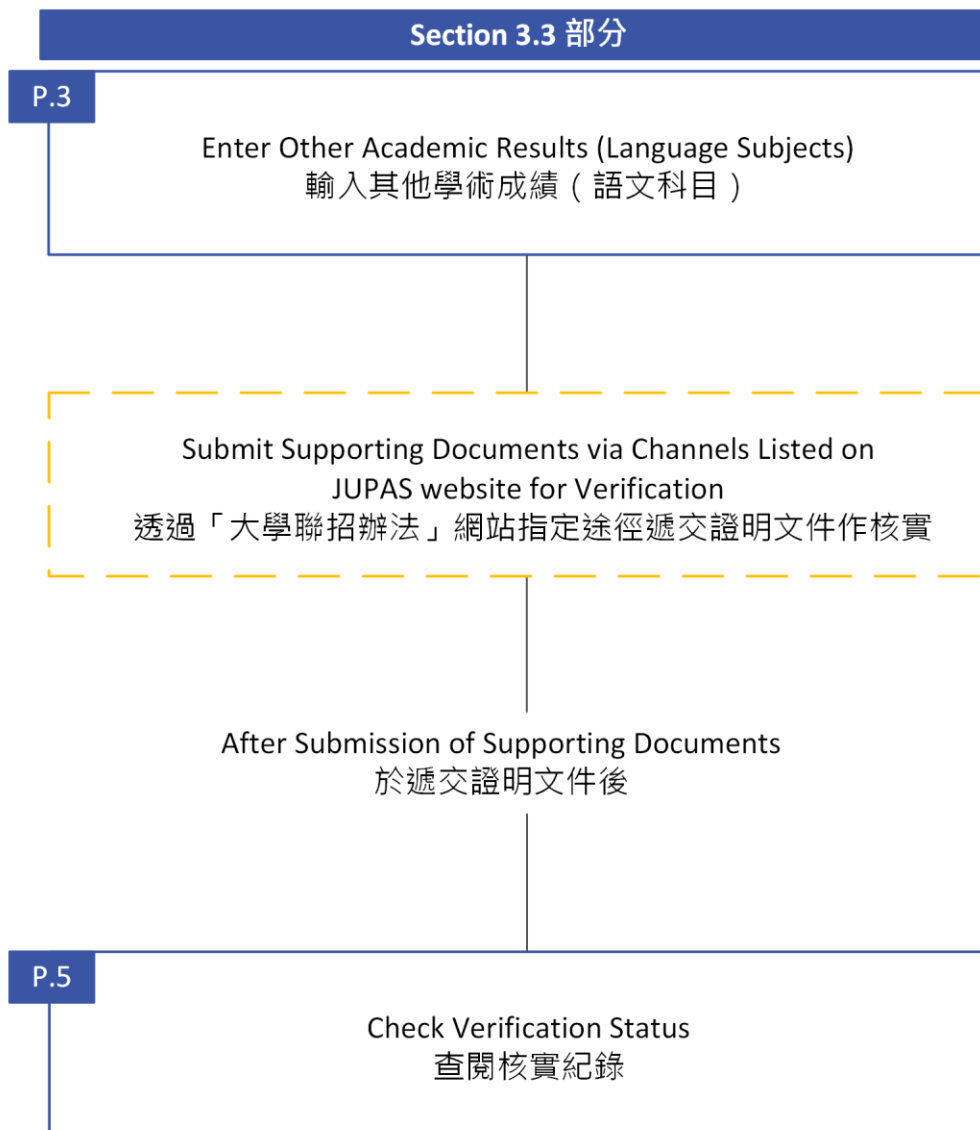 Section 3.3 部分
P.3
Enter Other Academic Results (Language Subjects)
輸入其他學術成績（語文科目）
Submit Supporting Documents via Channels Listed on
JUPAS website for Verification
透過「大學聯招辦法」網站指定途徑遞交證明文件作核實
After Submission of Supporting Documents
於遞交證明文件後
P.5
Check Verification Status
查閱核實紀錄